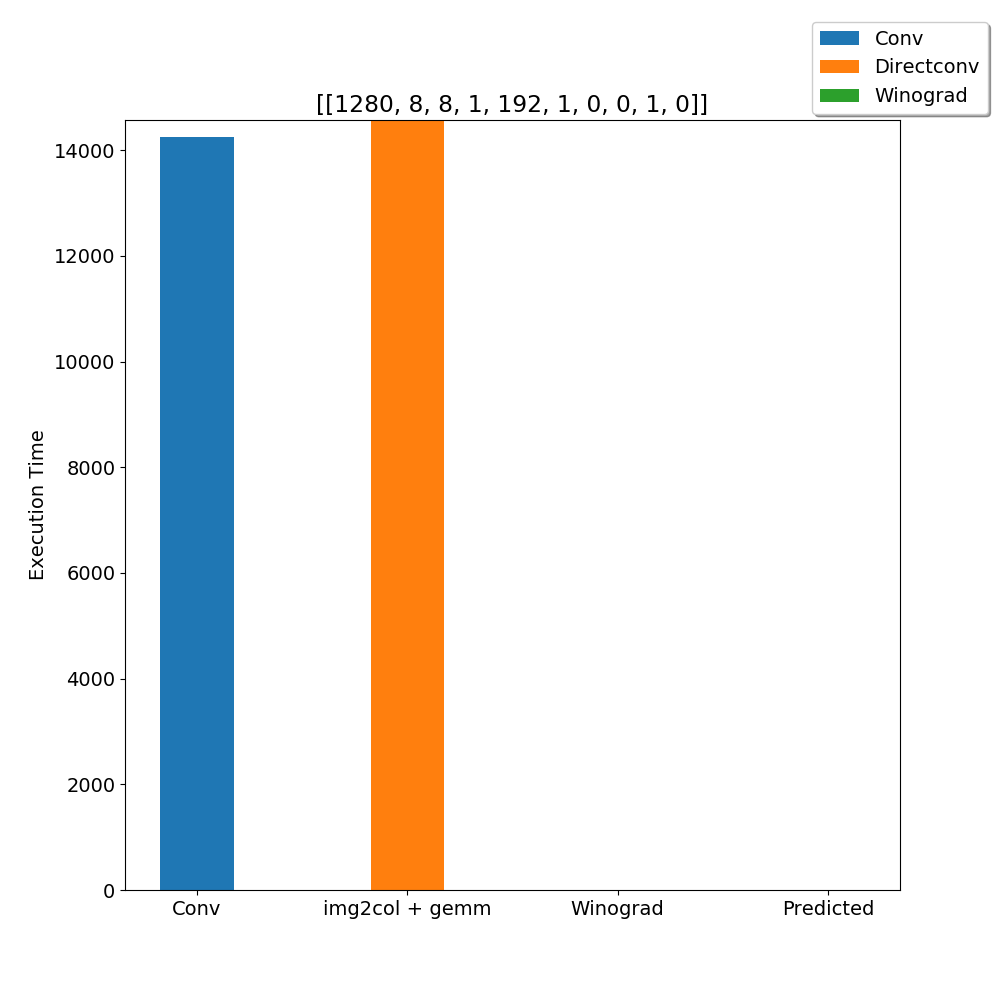 Conv
Directconv
Winograd
[[1280, 8, 8, 1, 192, 1, 0, 0, 1, 0]]
14000
12000
10000
8000
6000
4000
2000
0
Execution Time
Conv
img2col + gemm
Winograd
Predicted